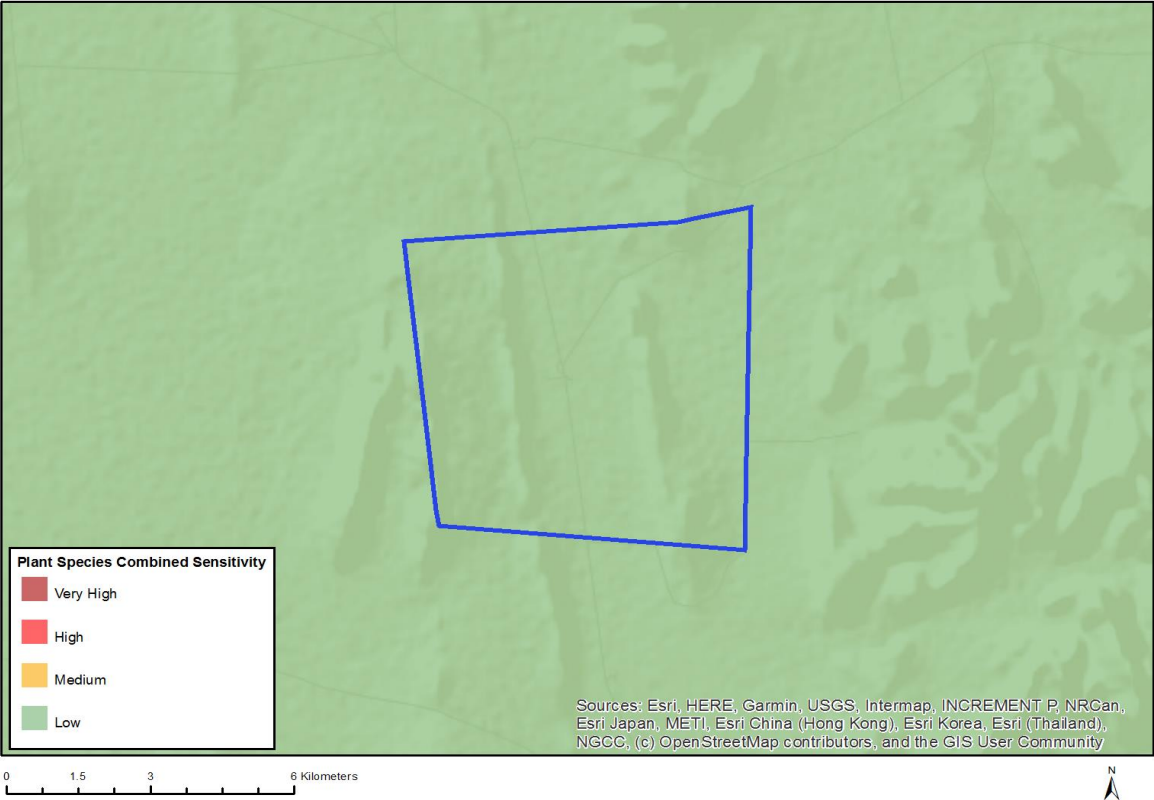 Plant Species Combined Sensitivity
Very High
High
Medium
Low
Sources: Esri, HERE, Garmin, USGS, Intermap, INCREMENT P, NRCan,
Esri Japan, METI, Esri China (Hong Kong), Esri Korea, Esri (Thailand),
NGCC, (c) OpenStreetMap contributors, and the GIS User Community
0 1.5 3 6 Kilometers
N